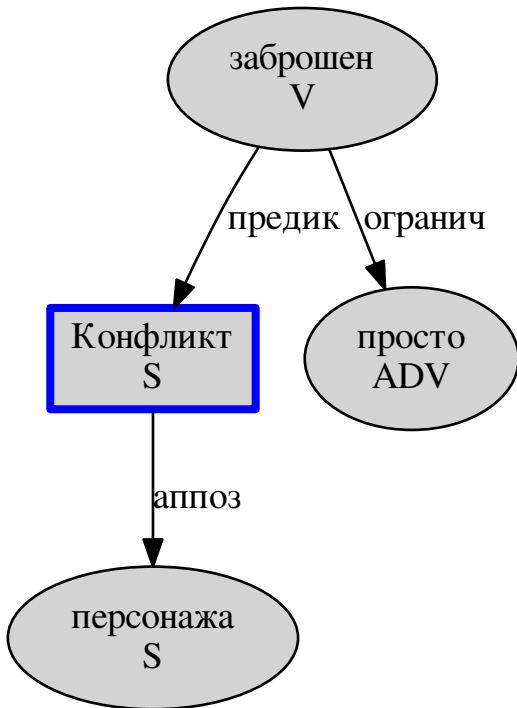 заброшен
V
предик
огранич
Конфликт
S
просто
ADV
аппоз
персонажа
S